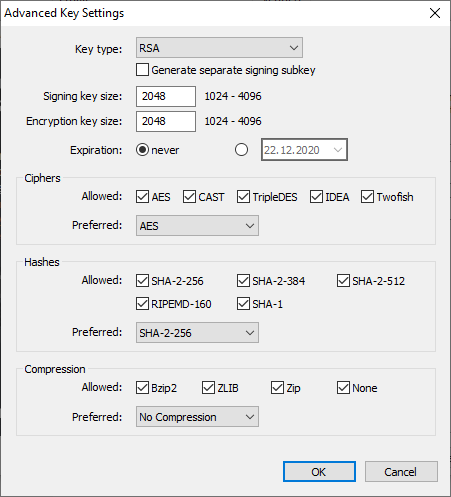 Advanced Key Settings
Key type: RSA
Generate separate signing subkey
Signing key size: 2048 1024 - 4096
Encryption key size: 2048 1024 - 4096
Expiration: never 22.12.2020
Ciphers
Allowed: AES CAST TripleDES IDEA Twofish
Preferred: AES
Hashes
Allowed: SHA-2-256 SHA-2-384 SHA-2-512
RIPEMD-160 SHA-1
Preferred: SHA-2-256
Compression
Allowed: Bzip2 ZLIB Zip None
Preferred: No Compression
OK Cancel